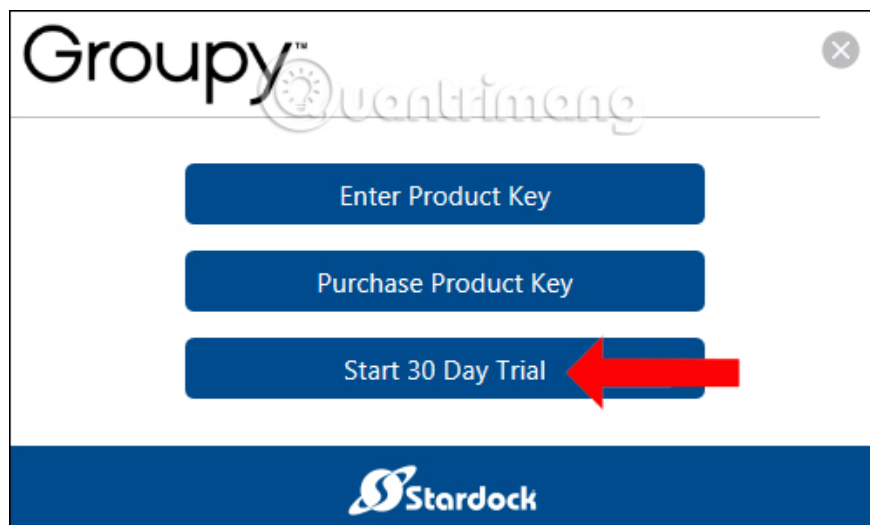 Groupy™
Quantrimang
Enter Product Key
Purchase Product Key
Start 30 Day Trial
Stardock